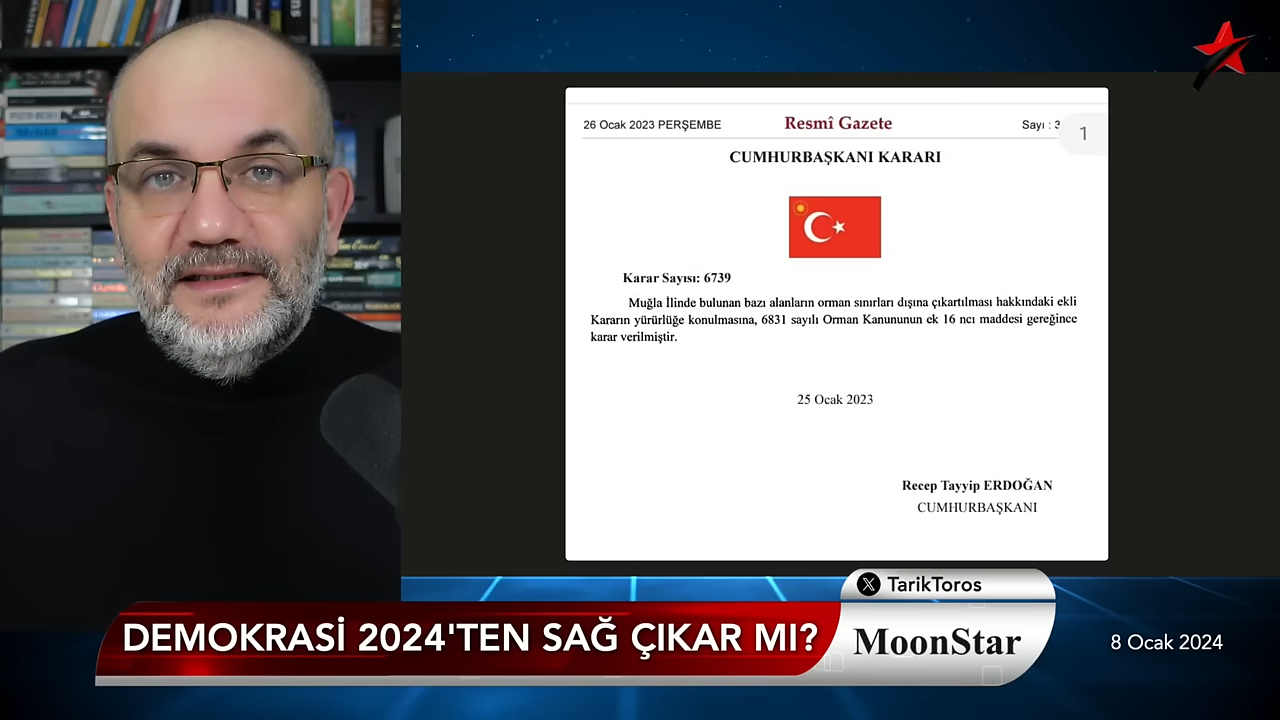 26 Ocak 2023 PERŞEMBE
Resmî Gazete
Sayı : 3
1
CUMHURBAŞKANI KARARI
Karar Sayısı: 6739
Muğla İlinde bulunan bazı alanların orman sınırları dışına çıkartılması hakkındaki ekli
Kararın yürürlüğe konulmasına, 6831 sayılı Orman Kanununun ek 16 ncı maddesi gereğince
karar verilmiştir.
25 Ocak 2023
Recep Tayyip ERDOĞAN
CUMHURBAŞKANI
TarikToros
DEMOKRASİ 2024'TEN SAĞ ÇIKAR MI?
MoonStar
8 Ocak 2024